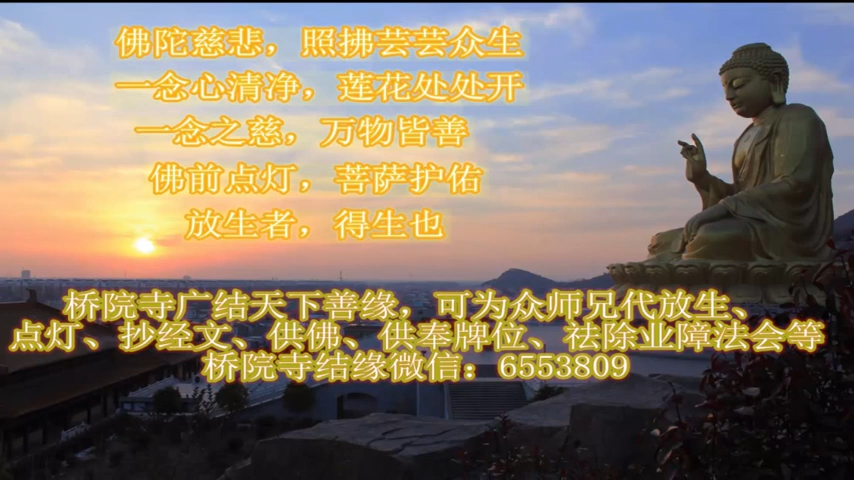 佛陀慈悲，照拂芸芸众生
一念心清净，莲花处处开
一念之慈，万物皆善
佛前点灯，菩萨护佑
放生者，得生也
桥院寺广结天下善缘，可为众师兄代放生、
点灯、抄经文、供佛、供奉牌位、祛除业障法会等
桥院寺结缘微信：6553809